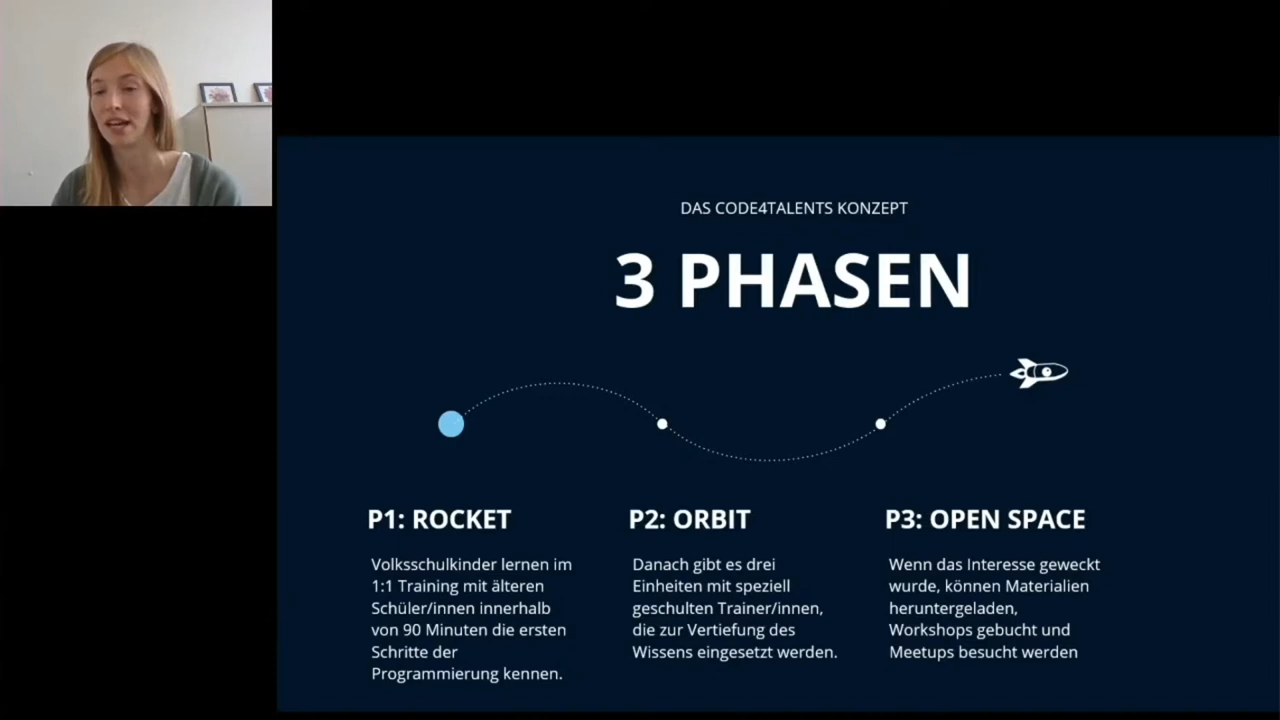 DAS CODE4TALENTS KONZEPT
3 PHASEN
P1: ROCKET
Volksschulkinder lernen im
1:1 Training mit älteren
Schüler/innen innerhalb
von 90 Minuten die ersten
Schritte der
Programmierung kennen.
P2: ORBIT
Danach gibt es drei
Einheiten mit speziell
geschulten Trainer/innen,
die zur Vertiefung des
Wissens eingesetzt werden.
P3: OPEN SPACE
Wenn das Interesse geweckt
wurde, können Materialien
heruntergeladen,
Workshops gebucht und
Meetups besucht werden